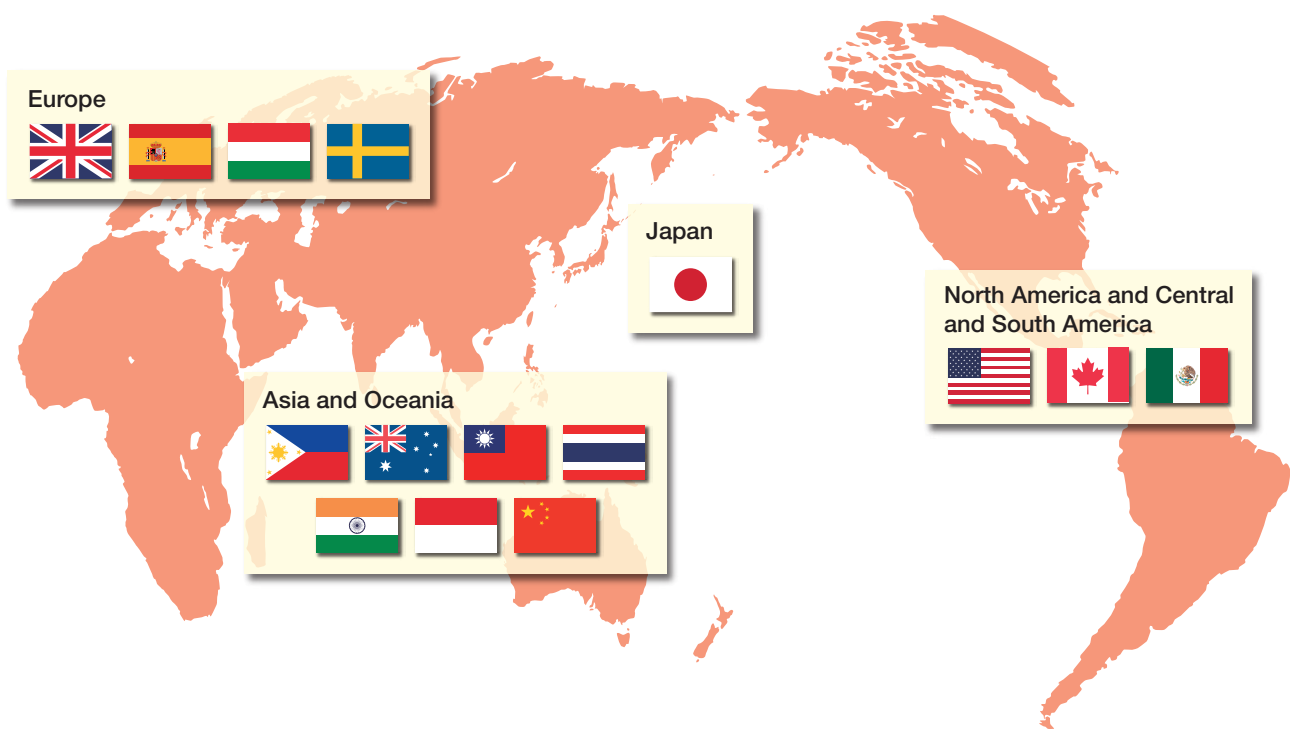 Europe
Japan
North America and Central
and South America
Asia and Oceania